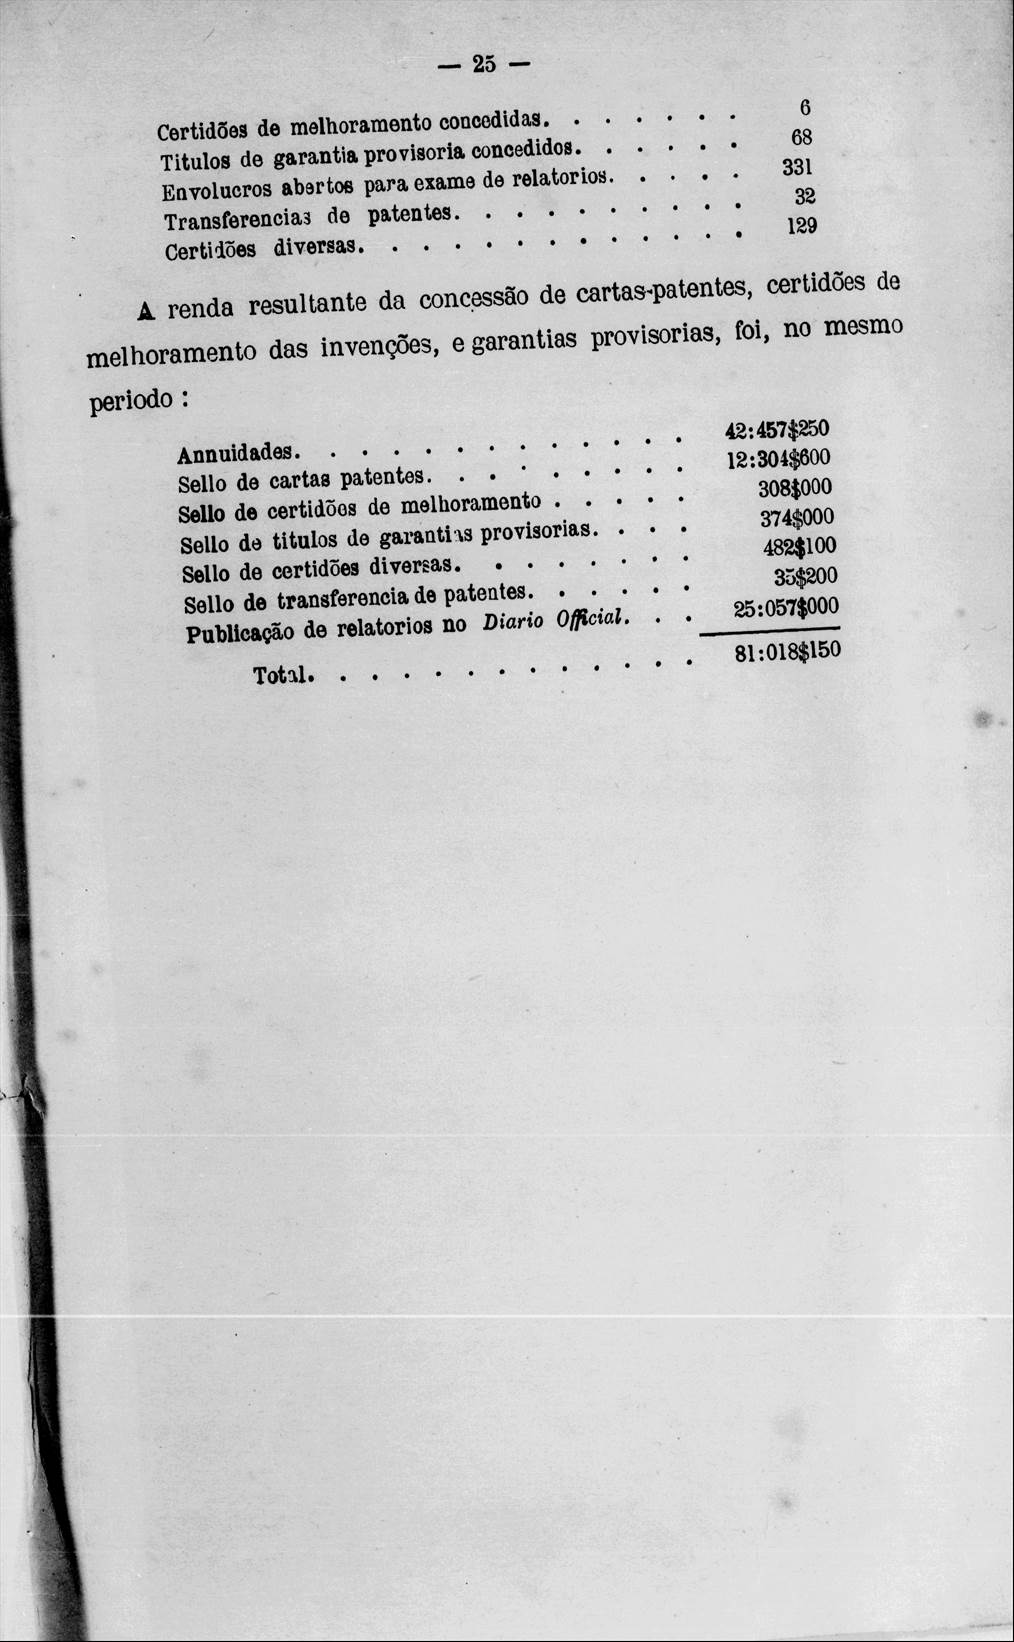 — 25 —
Certidões de melhoramento concedidas. . . . . . . 6
Titulos de garantia provisoria concedidos. . . . . . 68
Envolucros abertos para exame de relatorios. . . . . 331
Transferencias de patentes. . . . . . . . . . 32
Certidões diversas. . . . . . . . . . . . . 129
A renda resultante da concessão de cartas-patentes, certidões de
melhoramento das invenções, e garantias provisorias, foi, no mesmo
periodo :
Annuidades. . . . . . . . . . . . . 42:457$250
Sello de cartas patentes. . . . . . . . . 12:304$600
Sello de certidões de melhoramento . . . . . 308$000
Sello de titulos de garantias provisorias. . . . 374$000
Sello de certidões diversas. . . . . . . . 482$100
Sello de transferencia de patentes. . . . . . 35$200
Publicação de relatorios no Diario Official. . . 25:057$000
Total. . . . . . . . . . . . . 81:018$150